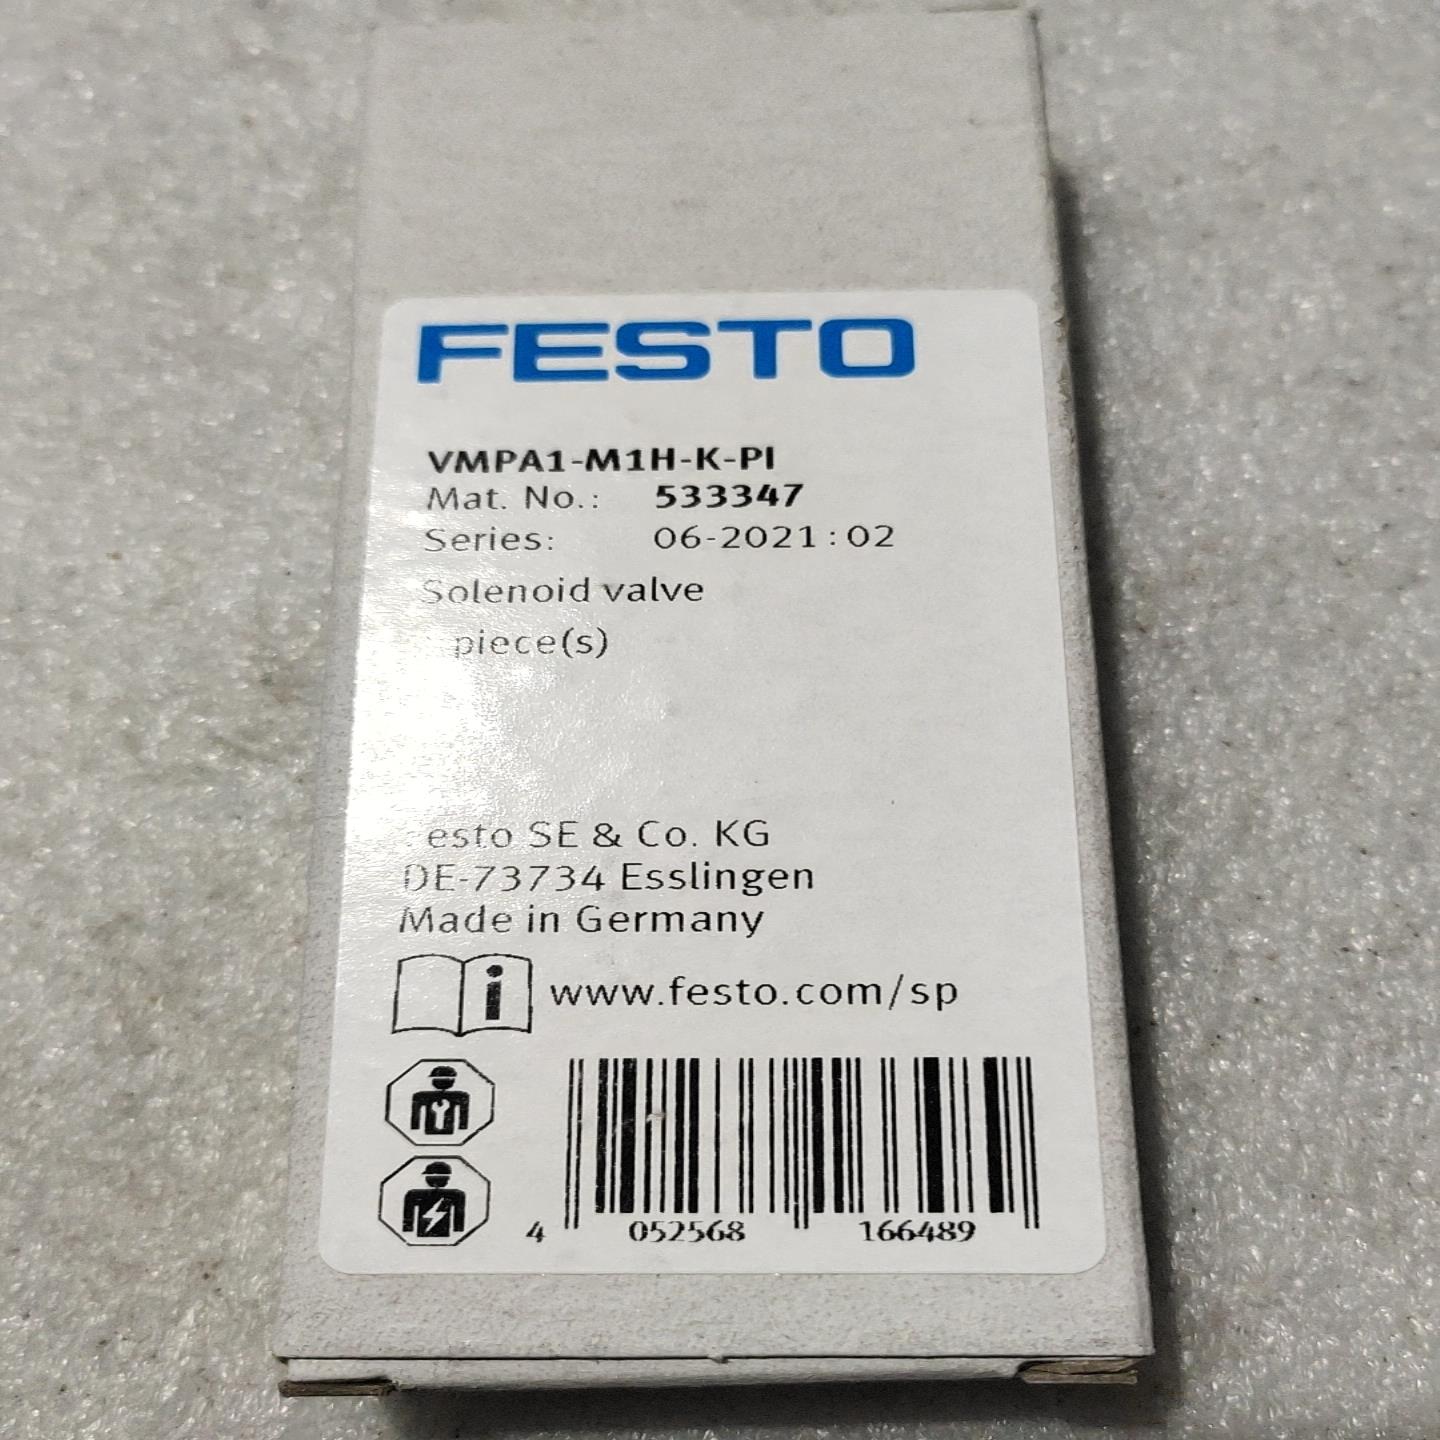 FESTO
VMPA1-M1H-K-PI
Mat. No.: 533347
Series: 06-2021:02
Solenoid valve
piece(s)
Festo SE & Co. KG
DE-73734 Esslingen
Made in Germany
www.festo.com/sp
4 052568 166489